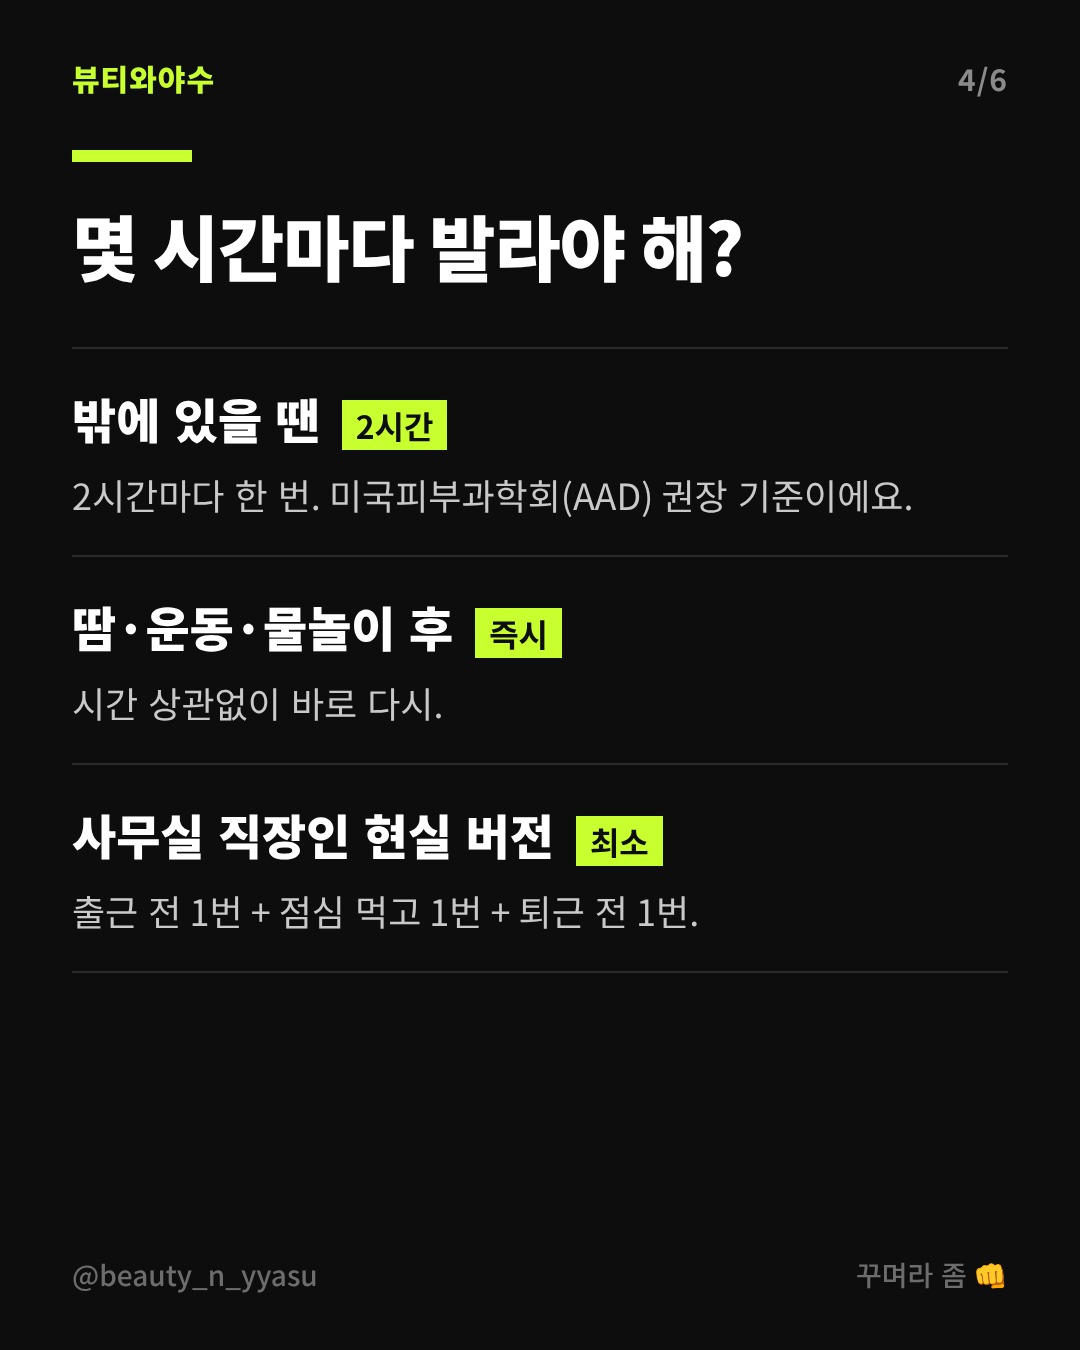 뷰티와야수
4/6
몇 시간마다 발라야 해?
밖에 있을 땐 2시간
2시간마다 한 번. 미국피부과학회(AAD) 권장 기준이에요.
땀·운동·물놀이 후 즉시
시간 상관없이 바로 다시.
사무실 직장인 현실 버전 최소
출근 전 1번 + 점심 먹고 1번 + 퇴근 전 1번.
@beauty_n_yyasu
꾸며라 좀 👊